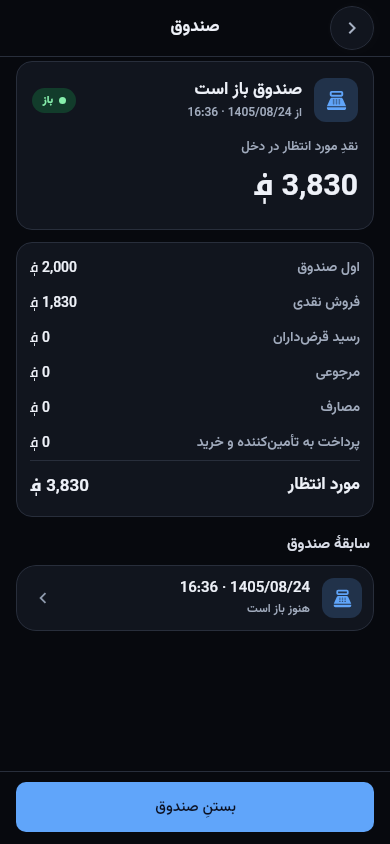 صندوق
صندوق باز است
باز
از 1405/08/24 · 16:36
نقدِ مورد انتظار در دخل
3,830 ؋
اول صندوق 2,000 ؋
فروش نقدی 1,830 ؋
رسید قرض‌داران 0 ؋
مرجوعی 0 ؋
مصارف 0 ؋
پرداخت به تأمین‌کننده و خرید 0 ؋
مورد انتظار 3,830 ؋
سابقهٔ صندوق
1405/08/24 · 16:36
هنوز باز است
بستنِ صندوق